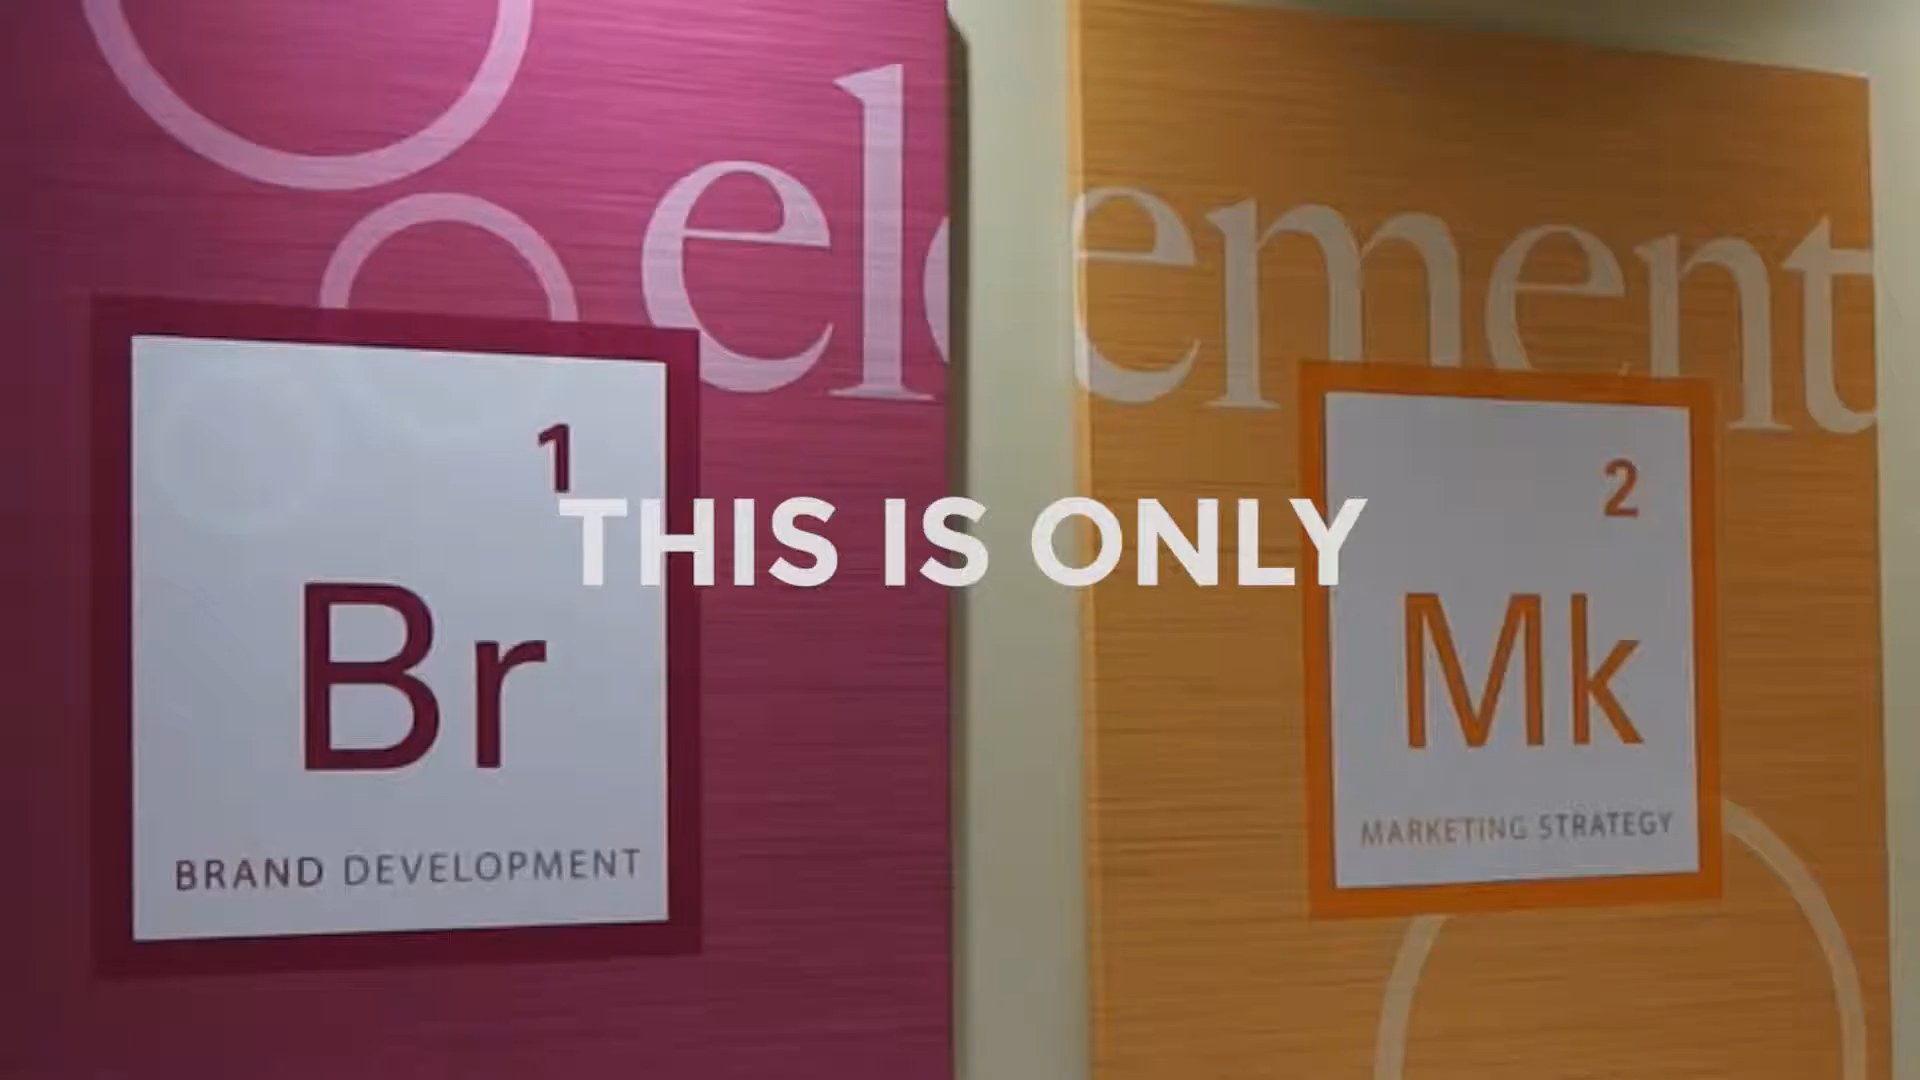 element
1
Br
BRAND DEVELOPMENT
THIS IS ONLY
2
Mk
MARKETING STRATEGY